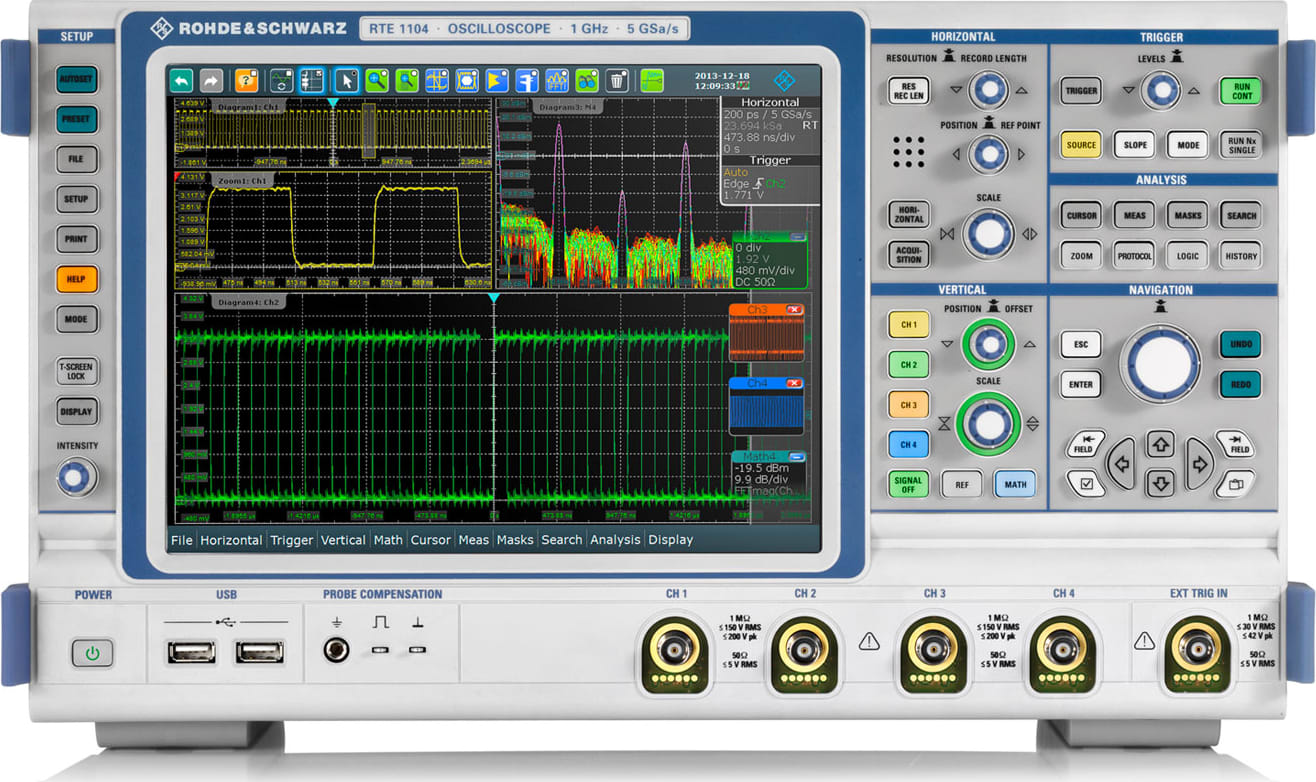 ROHDE & SCHWARZ
RTE 1104 · OSCILLOSCOPE · 1 GHz · 5 GSa/s
SETUP
AUTOSET
PRESET
FILE
SETUP
PRINT
HELP
MODE
T-SCREEN
LOCK
DISPLAY
INTENSITY
2013-12-18
12:09:33
Diagram1: Ch1
-947.76 ns
947.76 ns
Zoom1: Ch1
Diagram3: M4
Diagram4: Ch2
Horizontal
200 ps / 5 GSa/s
23.694 kSa
RT
473.88 ns/div
0 s
Trigger
Auto
Edge
Ch2
1.771 V
Ch2
0 div
1.92 V
480 mV/div
DC 50Ω
Ch3
Ch4
Math4
-19.5 dBm
9.9 dB/div
FFTmag(Ch
File
Horizontal
Trigger
Vertical
Math
Cursor
Meas
Masks
Search
Analysis
Display
HORIZONTAL
RESOLUTION
RECORD LENGTH
RES
REC LEN
POSITION
REF POINT
SCALE
HORI-
ZONTAL
ACQUI-
SITION
TRIGGER
LEVELS
TRIGGER
RUN
CONT
SOURCE
SLOPE
MODE
RUN Nx
SINGLE
ANALYSIS
CURSOR
MEAS
MASKS
SEARCH
ZOOM
PROTOCOL
LOGIC
HISTORY
VERTICAL
POSITION
OFFSET
CH 1
CH 2
SCALE
CH 3
CH 4
SIGNAL
OFF
REF
MATH
NAVIGATION
ESC
UNDO
ENTER
REDO
FIELD
FIELD
POWER
USB
PROBE COMPENSATION
CH 1
CH 2
CH 3
CH 4
EXT TRIG IN
1 MΩ
≤150 V RMS
≤200 V pk
50Ω
≤5 V RMS
1 MΩ
≤150 V RMS
≤200 V pk
50Ω
≤5 V RMS
1 MΩ
≤30 V RMS
≤42 V pk
50Ω
≤5 V RMS